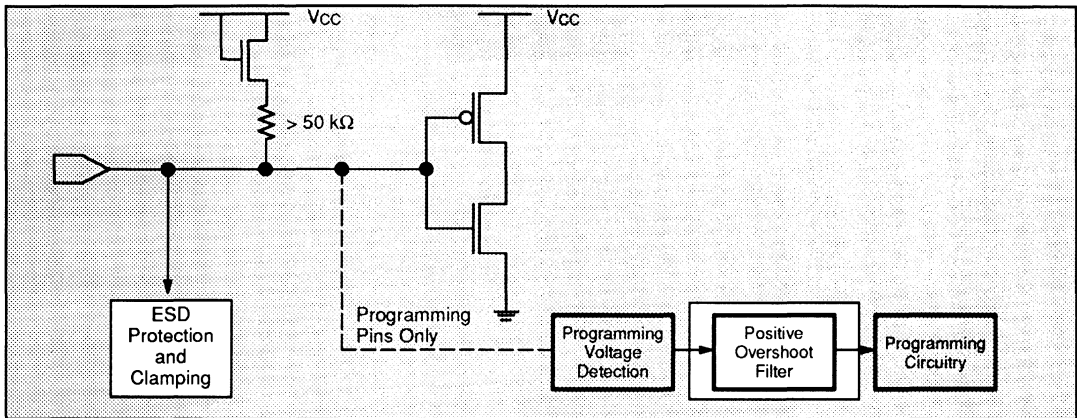 VCC
VCC
> 50 kΩ
ESD
Protection
and
Clamping
Programming
Pins Only
Programming
Voltage
Detection
Positive
Overshoot
Filter
Programming
Circuitry